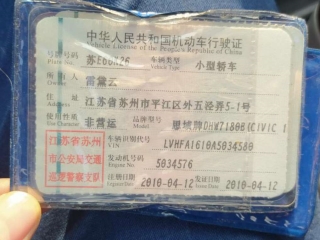 中华人民共和国机动车行驶证
Vehicle License of the People's Republic of China
号牌号码 Plate No. 苏E6UA26 车辆类型 Vehicle Type 小型轿车
所有人 Owner
住址 Address 江苏省苏州市平江区外五泾弄5-1号
使用性质 Use Character 非营运 品牌型号 Model 思域牌DHW7180B(CIVIC 1
江苏省苏州 车辆识别代号 VIN LVHFA1610A5034580
市公安局交通 发动机号码 Engine No. 5034576
巡逻警察支队 注册日期 Register Date 2010-04-12 发证日期 Issue Date 2010-04-12